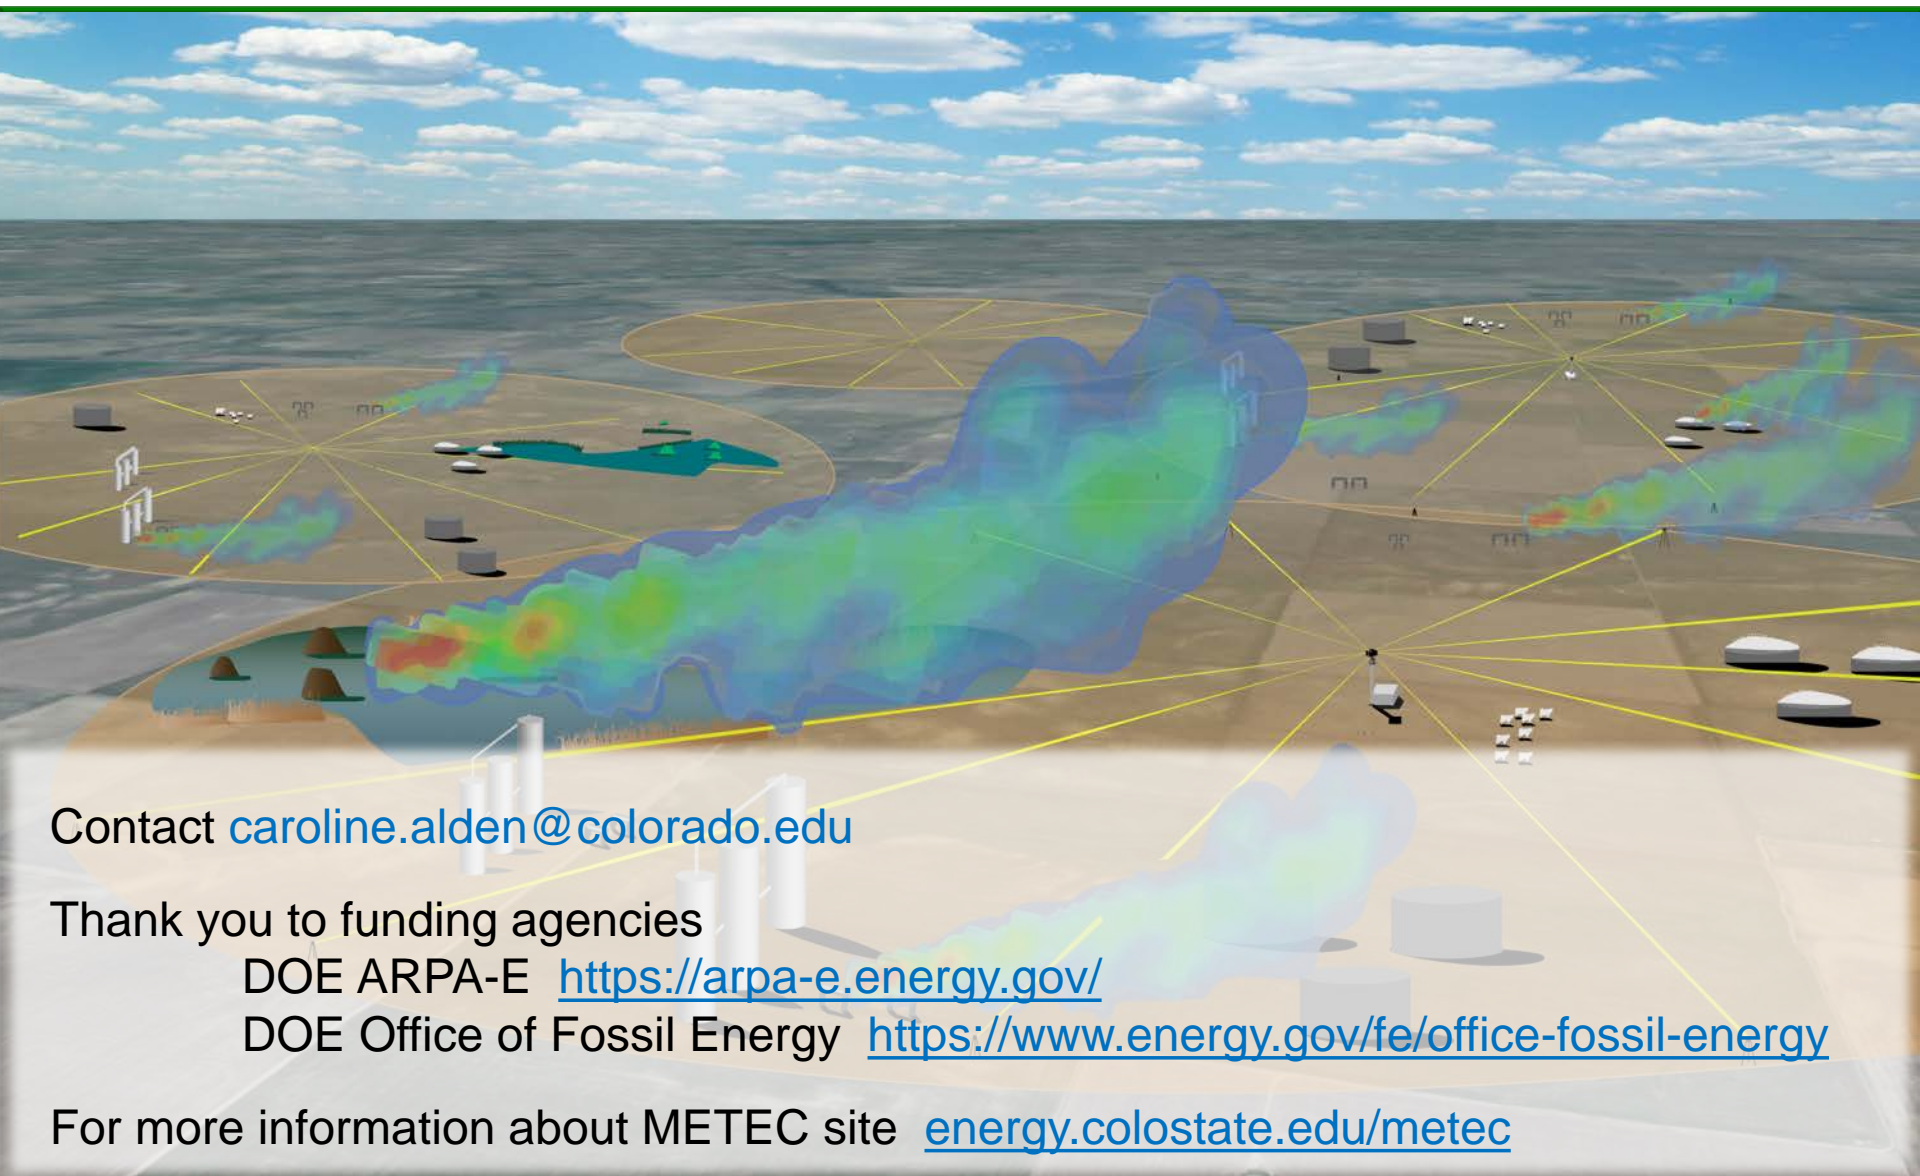 Contact caroline.alden@colorado.edu
Thank you to funding agencies
DOE ARPA-E https://arpa-e.energy.gov/
DOE Office of Fossil Energy https://www.energy.gov/fe/office-fossil-energy
For more information about METEC site energy.colostate.edu/metec